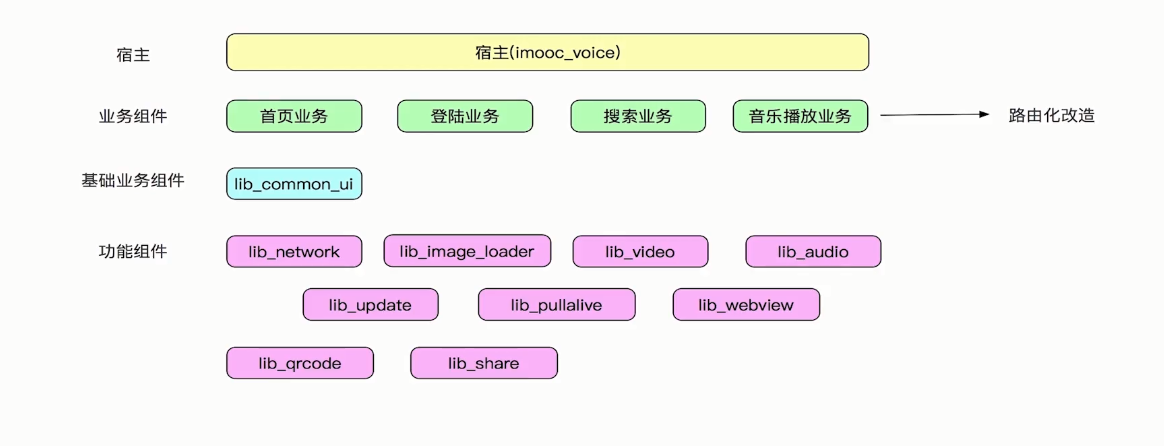 宿主 宿主(imooc_voice)
业务组件 首页业务 登陆业务 搜索业务 音乐播放业务 路由化改造
基础业务组件 lib_common_ui
功能组件 lib_network lib_image_loader lib_video lib_audio
lib_update lib_pullalive lib_webview
lib_qrcode lib_share